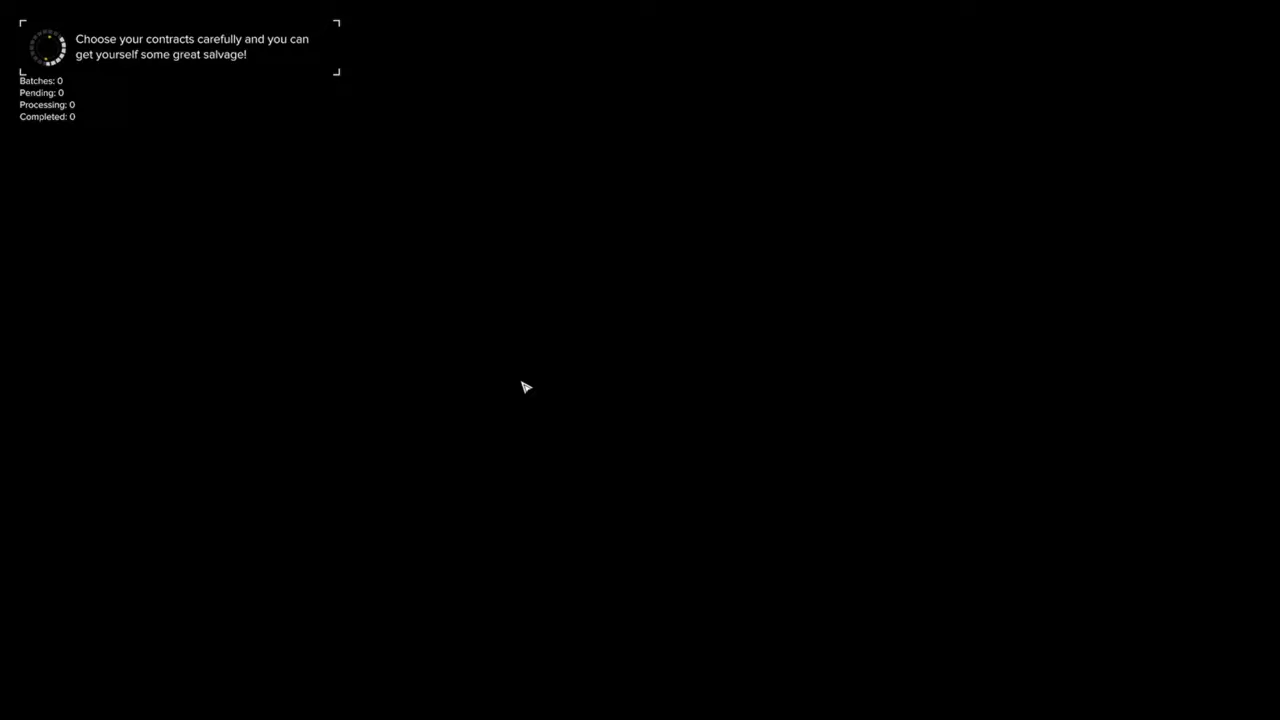 Choose your contracts carefully and you can
get yourself some great salvage!
Batches: 0
Pending: 0
Processing: 0
Completed: 0